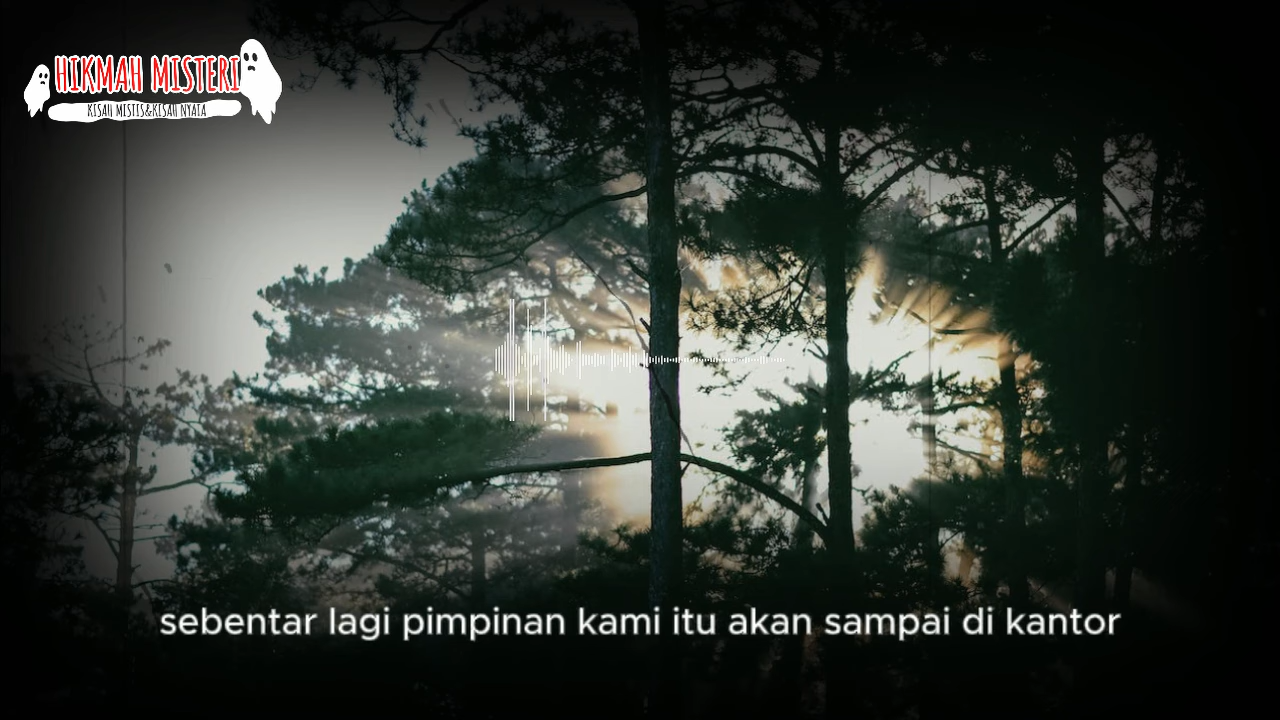 HIKMAH MISTERI
KISAH MISTIS&KISAH NYATA
sebentar lagi pimpinan kami itu akan sampai di kantor